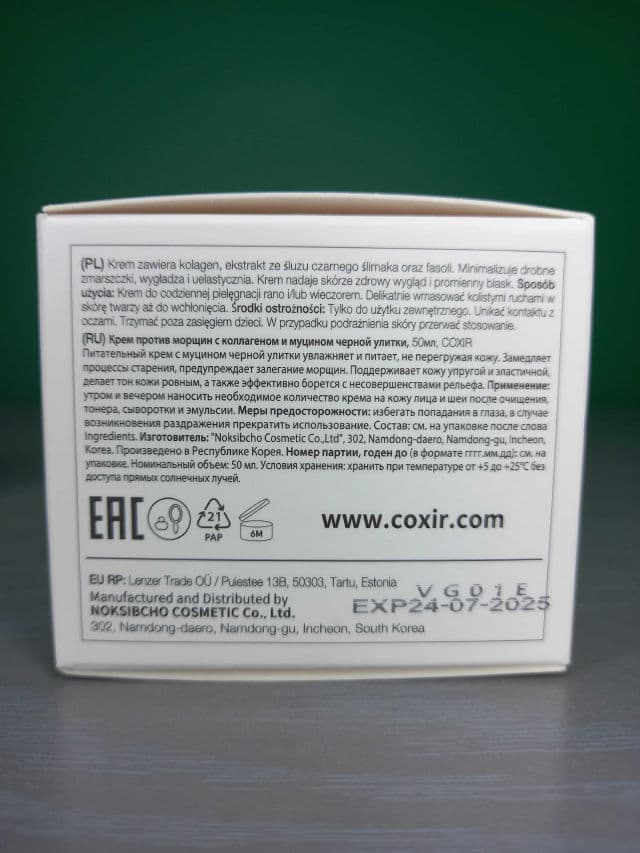 (PL) Krem zawiera kolagen, ekstrakt ze śluzu czarnego ślimaka oraz fasoli. Minimalizuje drobne
zmarszczki, wygładza i uelastycznia. Krem nadaje skórze zdrowy wygląd i promienny blask. Sposób
użycia: Krem do codziennej pielęgnacji rano i/lub wieczorem. Delikatnie wmasować kolistymi ruchami w
skórę twarzy aż do wchłonięcia. Środki ostrożności: Tylko do użytku zewnętrznego. Unikać kontaktu z
oczami. Trzymać poza zasięgiem dzieci. W przypadku podrażnienia skóry przerwać stosowanie.
(RU) Крем против морщин с коллагеном и муцином черной улитки, 50мл, COXIR
Питательный крем с муцином черной улитки увлажняет и питает, не перегружая кожу. Замедляет
процессы старения, предупреждает залегание морщин. Поддерживает кожу упругой и эластичной,
делает тон кожи ровным, а также эффективно борется с несовершенствами рельефа. Применение:
утром и вечером наносить необходимое количество крема на кожу лица и шеи после очищения,
тонера, сыворотки и эмульсии. Меры предосторожности: избегать попадания в глаза, в случае
возникновения раздражения прекратить использование. Состав: см. на упаковке после слова
Ingredients. Изготовитель: "Noksibcho Cosmetic Co.,Ltd", 302, Namdong-daero, Namdong-gu, Incheon,
Korea. Произведено в Республике Корея. Номер партии, годен до (в формате гггг.мм.дд): см. на
упаковке. Номинальный объем: 50 мл. Условия хранения: хранить при температуре от +5 до +25°C без
доступа прямых солнечных лучей.
EAC 21 PAP 6M www.coxir.com
EU RP: Lenzer Trade OÜ / Puiestee 13B, 50303, Tartu, Estonia
Manufactured and Distributed by VG01E
NOKSIBCHO COSMETIC Co., Ltd. EXP24-07-2025
302, Namdong-daero, Namdong-gu, Incheon, South Korea